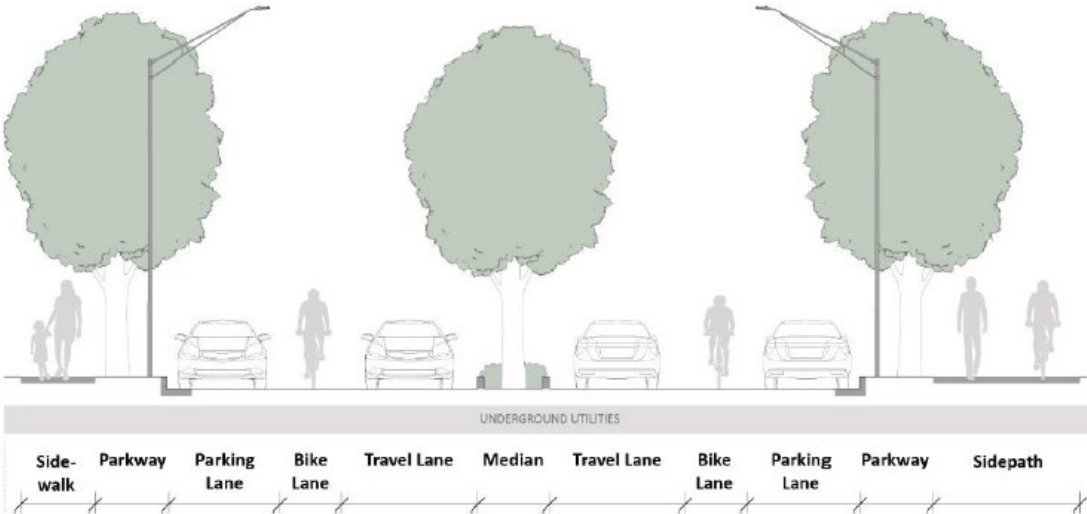 UNDERGROUND UTILITIES
Side-
walk
Parkway
Parking
Lane
Bike
Lane
Travel Lane
Median
Travel Lane
Bike
Lane
Parking
Lane
Parkway
Sidepath